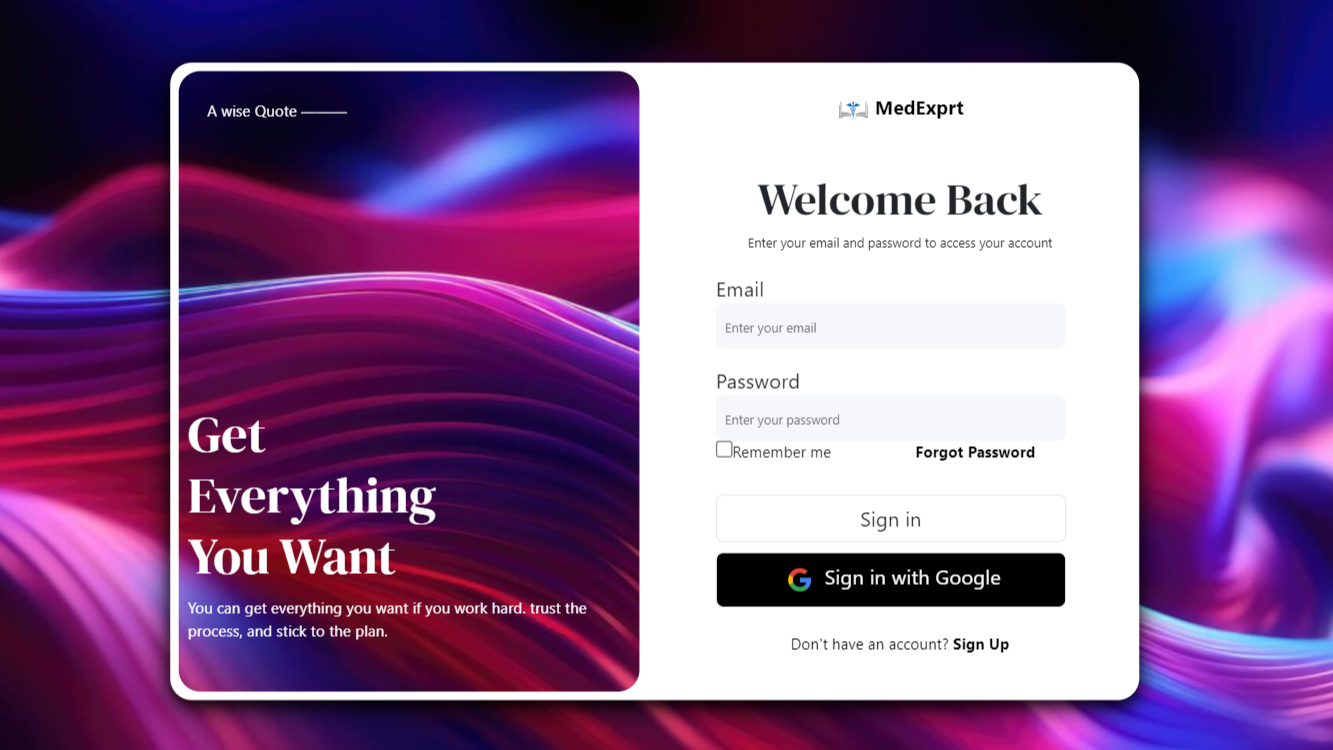 A wise Quote
Get
Everything
You Want
You can get everything you want if you work hard. trust the
process, and stick to the plan.
MedExprt
Welcome Back
Enter your email and password to access your account
Email
Enter your email
Password
Enter your password
Remember me
Forgot Password
Sign in
Sign in with Google
Don't have an account? Sign Up